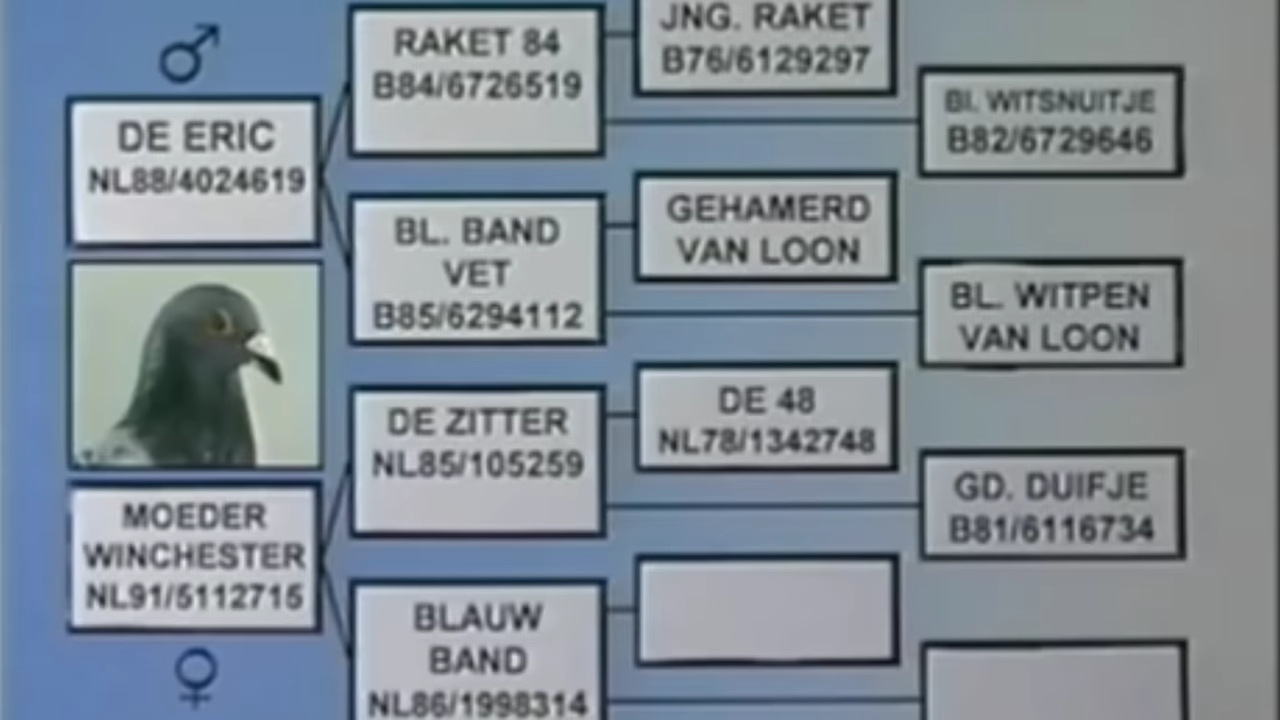 ♂
DE ERIC
NL88/4024619
MOEDER
WINCHESTER
NL91/5112715
♀
RAKET 84
B84/6726519
BL. BAND
VET
B85/6294112
DE ZITTER
NL85/105259
BLAUW
BAND
NL86/1998314
JNG. RAKET
B76/6129297
Bl. WITSNUITJE
B82/6729646
GEHAMERD
VAN LOON
BL. WITPEN
VAN LOON
DE 48
NL78/1342748
GD. DUIFJE
B81/6116734